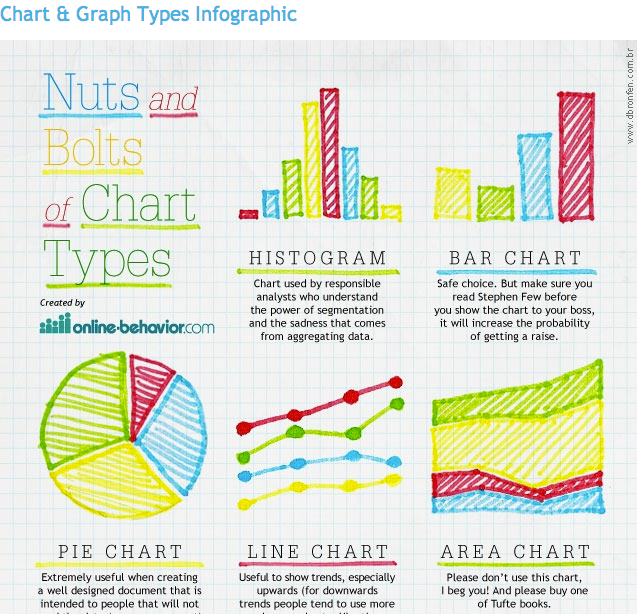 Chart & Graph Types Infographic
www.dbronfen.com.br
Nuts and
Bolts
of Chart
Types
Created by
online-behavior.com
HISTOGRAM
Chart used by responsible
analysts who understand
the power of segmentation
and the sadness that comes
from aggregating data.
BAR CHART
Safe choice. But make sure you
read Stephen Few before
you show the chart to your boss,
it will increase the probability
of getting a raise.
PIE CHART
Extremely useful when creating
a well designed document that is
intended to people that will not
LINE CHART
Useful to show trends, especially
upwards (for downwards
trends people tend to use more
AREA CHART
Please don't use this chart,
I beg you! And please buy one
of Tufte books.